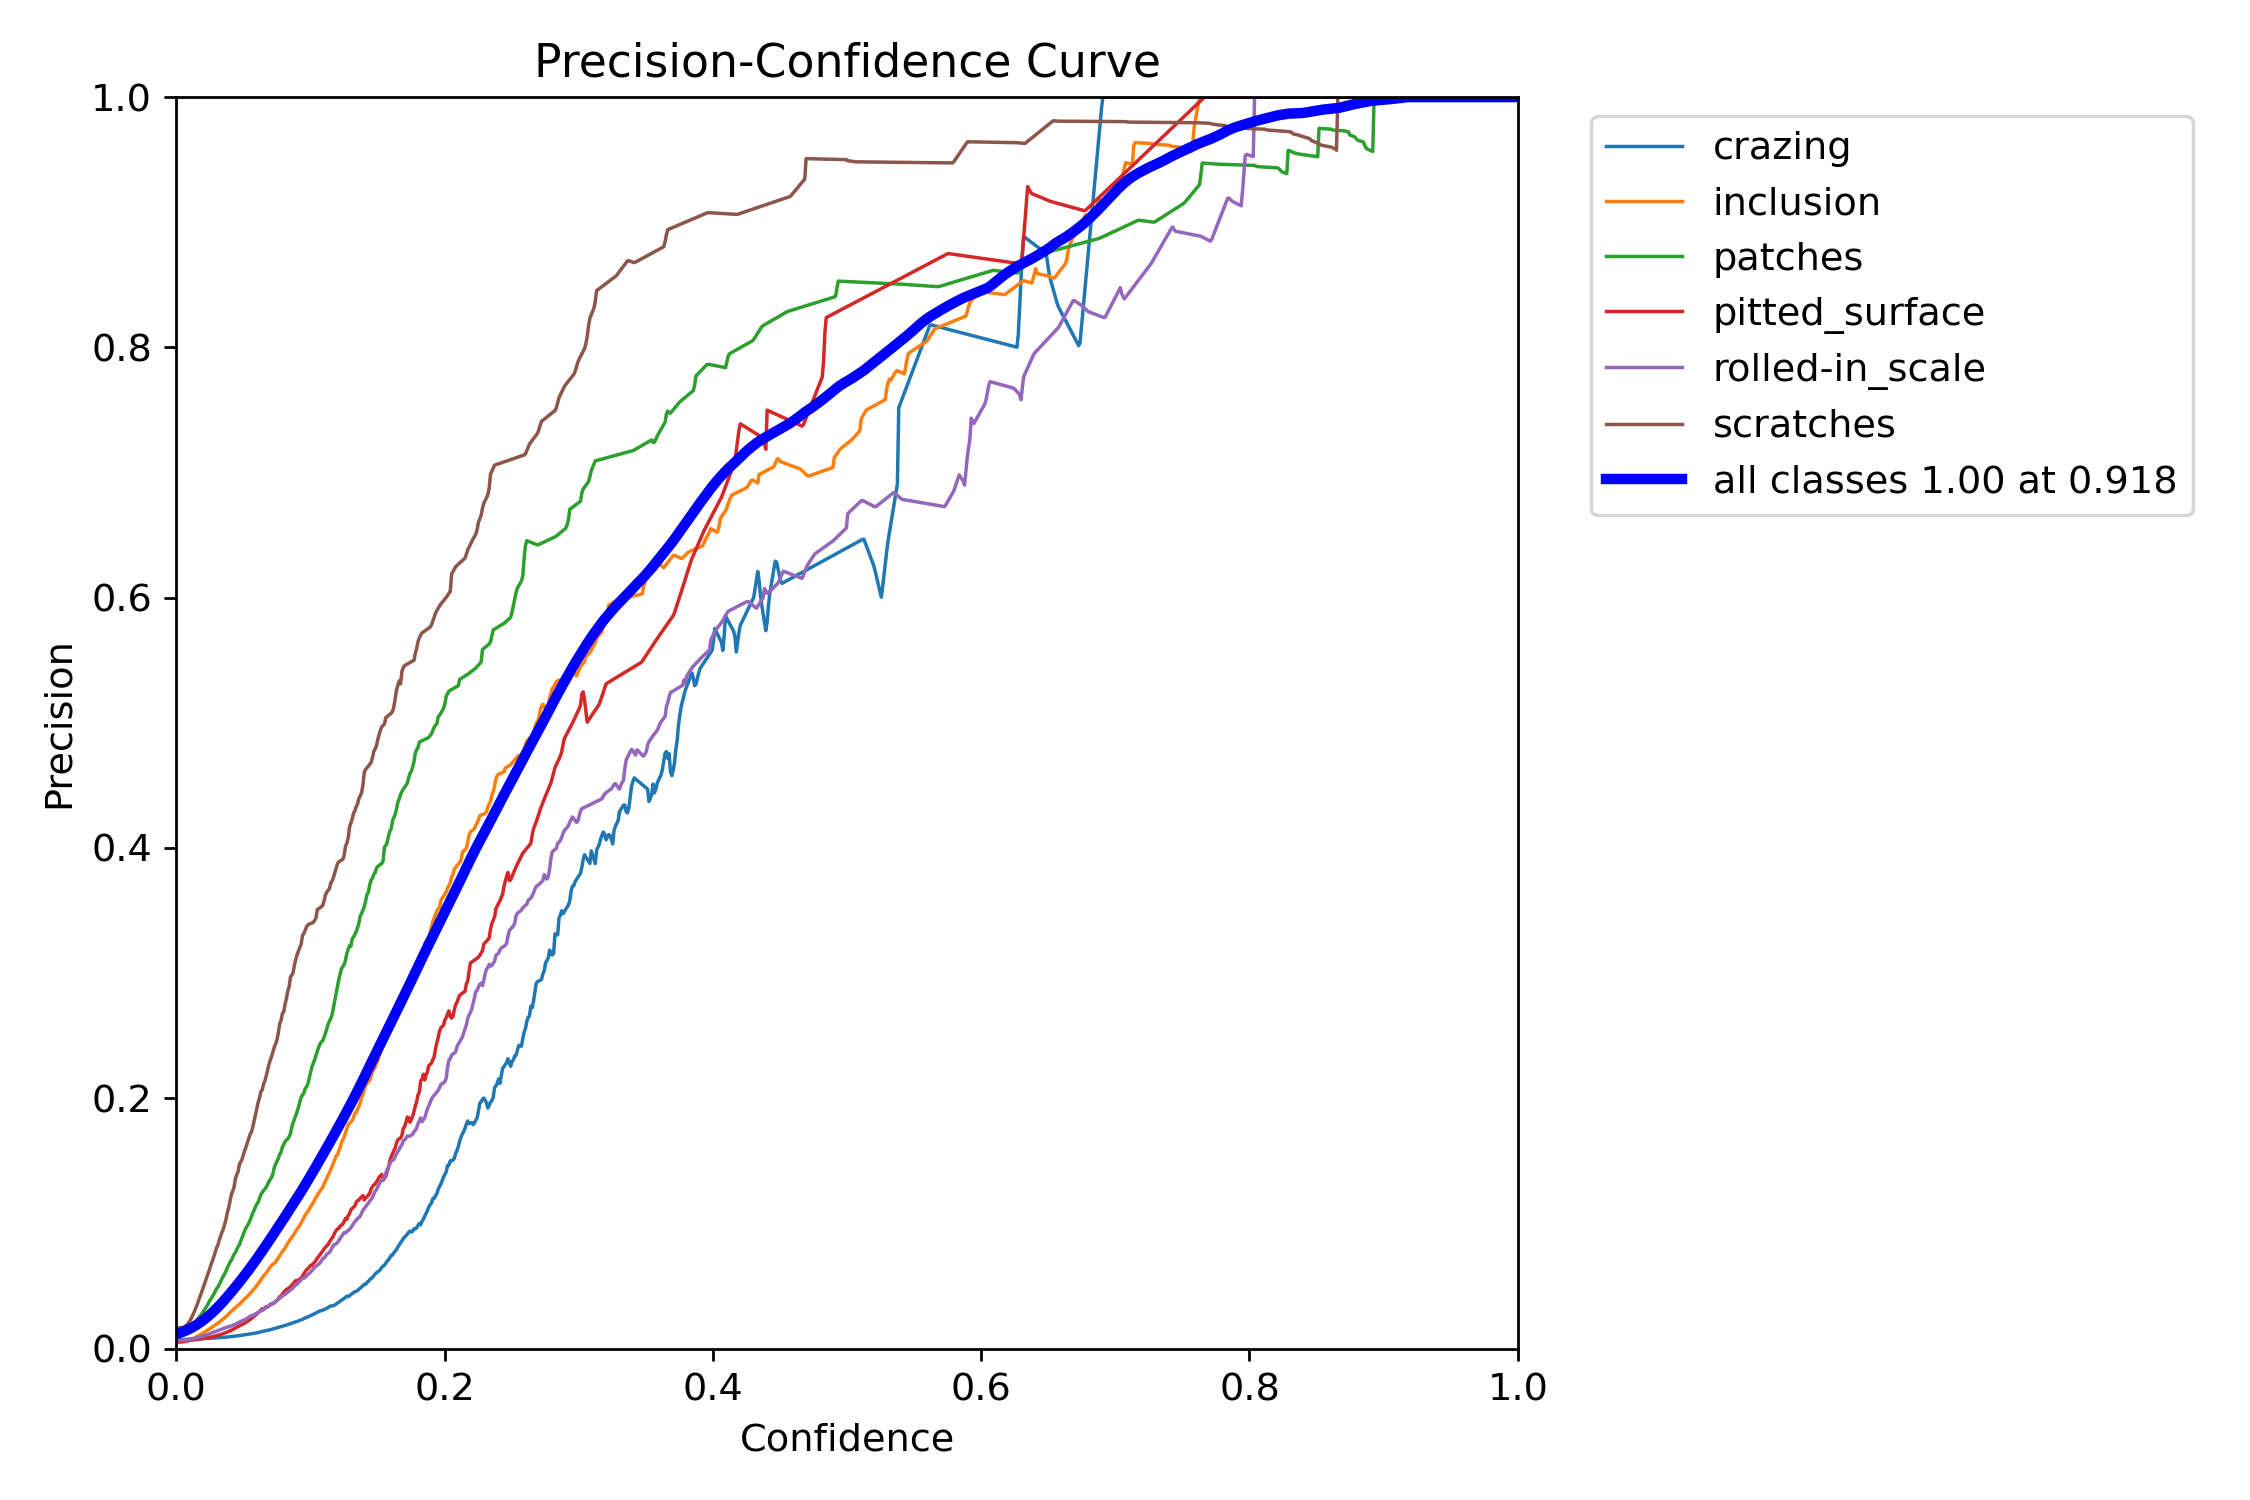 Precision-Confidence Curve
1.0
0.8
0.6
0.4
0.2
0.0
Precision
0.0 0.2 0.4 0.6 0.8 1.0
Confidence
crazing
inclusion
patches
pitted_surface
rolled-in_scale
scratches
all classes 1.00 at 0.918